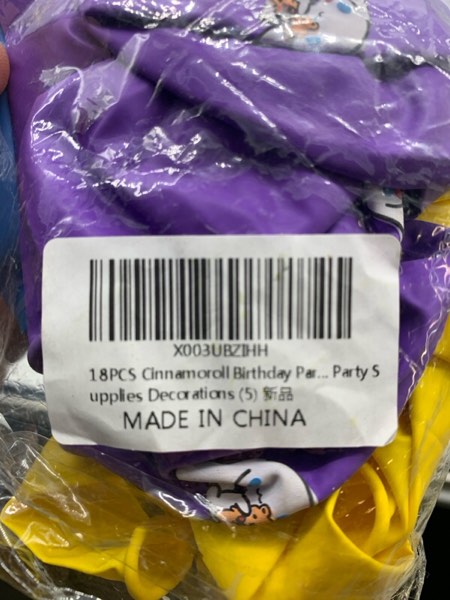 X003UBZIHH
18PCS Cinnamoroll Birthday Par... Party S
upplies Decorations (5) 新品
MADE IN CHINA